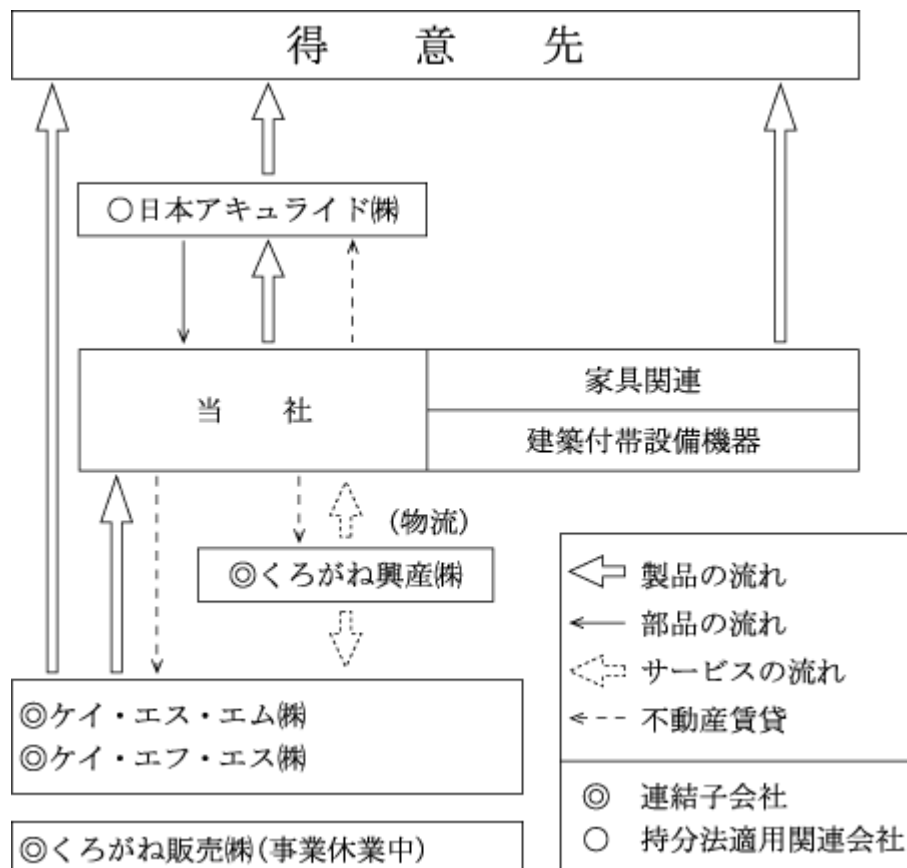 得意先
○日本アキュライド㈱
当社
家具関連
建築付帯設備機器
(物流)
◎くろがね興産㈱
◎ケイ・エス・エム㈱
◎ケイ・エフ・エス㈱
◎くろがね販売㈱(事業休業中)
製品の流れ
部品の流れ
サービスの流れ
不動産賃貸
◎ 連結子会社
○ 持分法適用関連会社